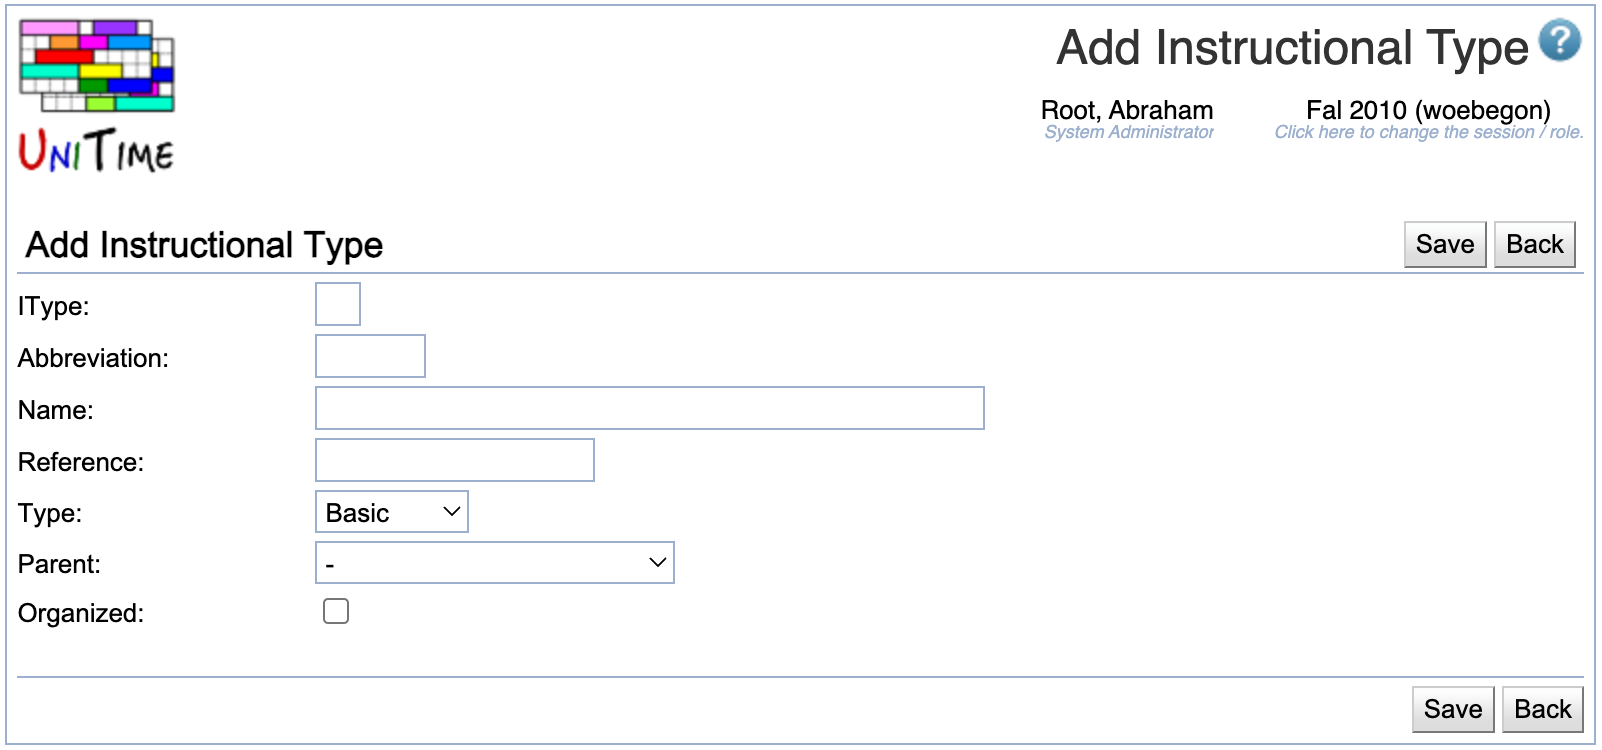 Add Instructional Type ?
Root, Abraham Fal 2010 (woebegon)
System Administrator Click here to change the session / role.
UNITIME
Add Instructional Type Save Back
IType:
Abbreviation:
Name:
Reference:
Type: Basic
Parent: -
Organized:
Save Back